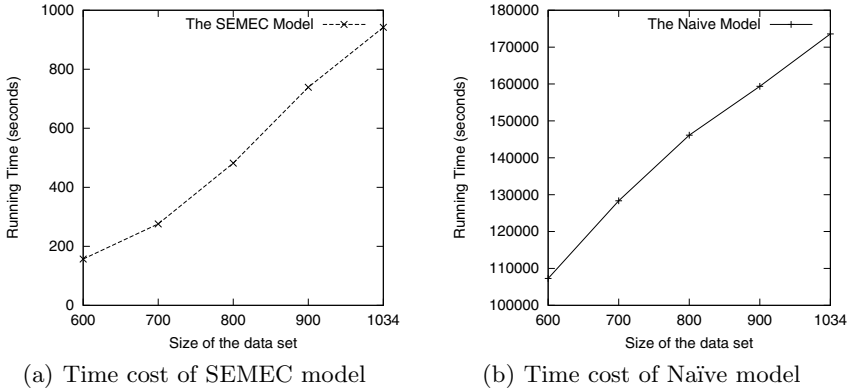 1000
800
600
400
200
0
Running Time (seconds)
The SEMEC Model
600 700 800 900 1034
Size of the data set
(a) Time cost of SEMEC model
180000
170000
160000
150000
140000
130000
120000
110000
100000
Running Time (seconds)
The Naive Model
600 700 800 900 1034
Size of the data set
(b) Time cost of Naïve model